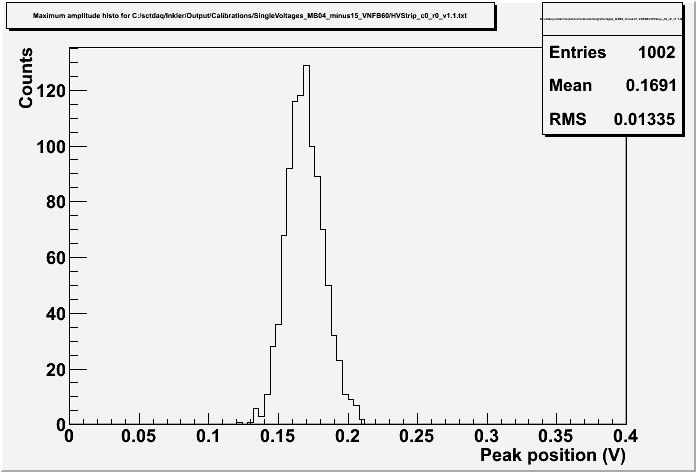 Maximum amplitude histo for C:/sctdaq/Inkler/Output/Calibrations/SingleVoltages_MB04_minus15_VNFB60/HVStrip_c0_r0_v1.1.txt
Entries 1002
Mean 0.1691
RMS 0.01335
Counts
120
100
80
60
40
20
0
0 0.05 0.1 0.15 0.2 0.25 0.3 0.35 0.4
Peak position (V)